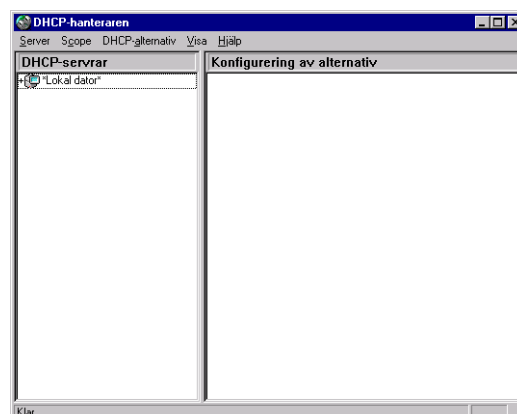 DHCP-hanteraren
Server Scope DHCP-alternativ Visa Hjälp
DHCP-servrar
Konfigurering av alternativ
"Lokal dator"
Klar